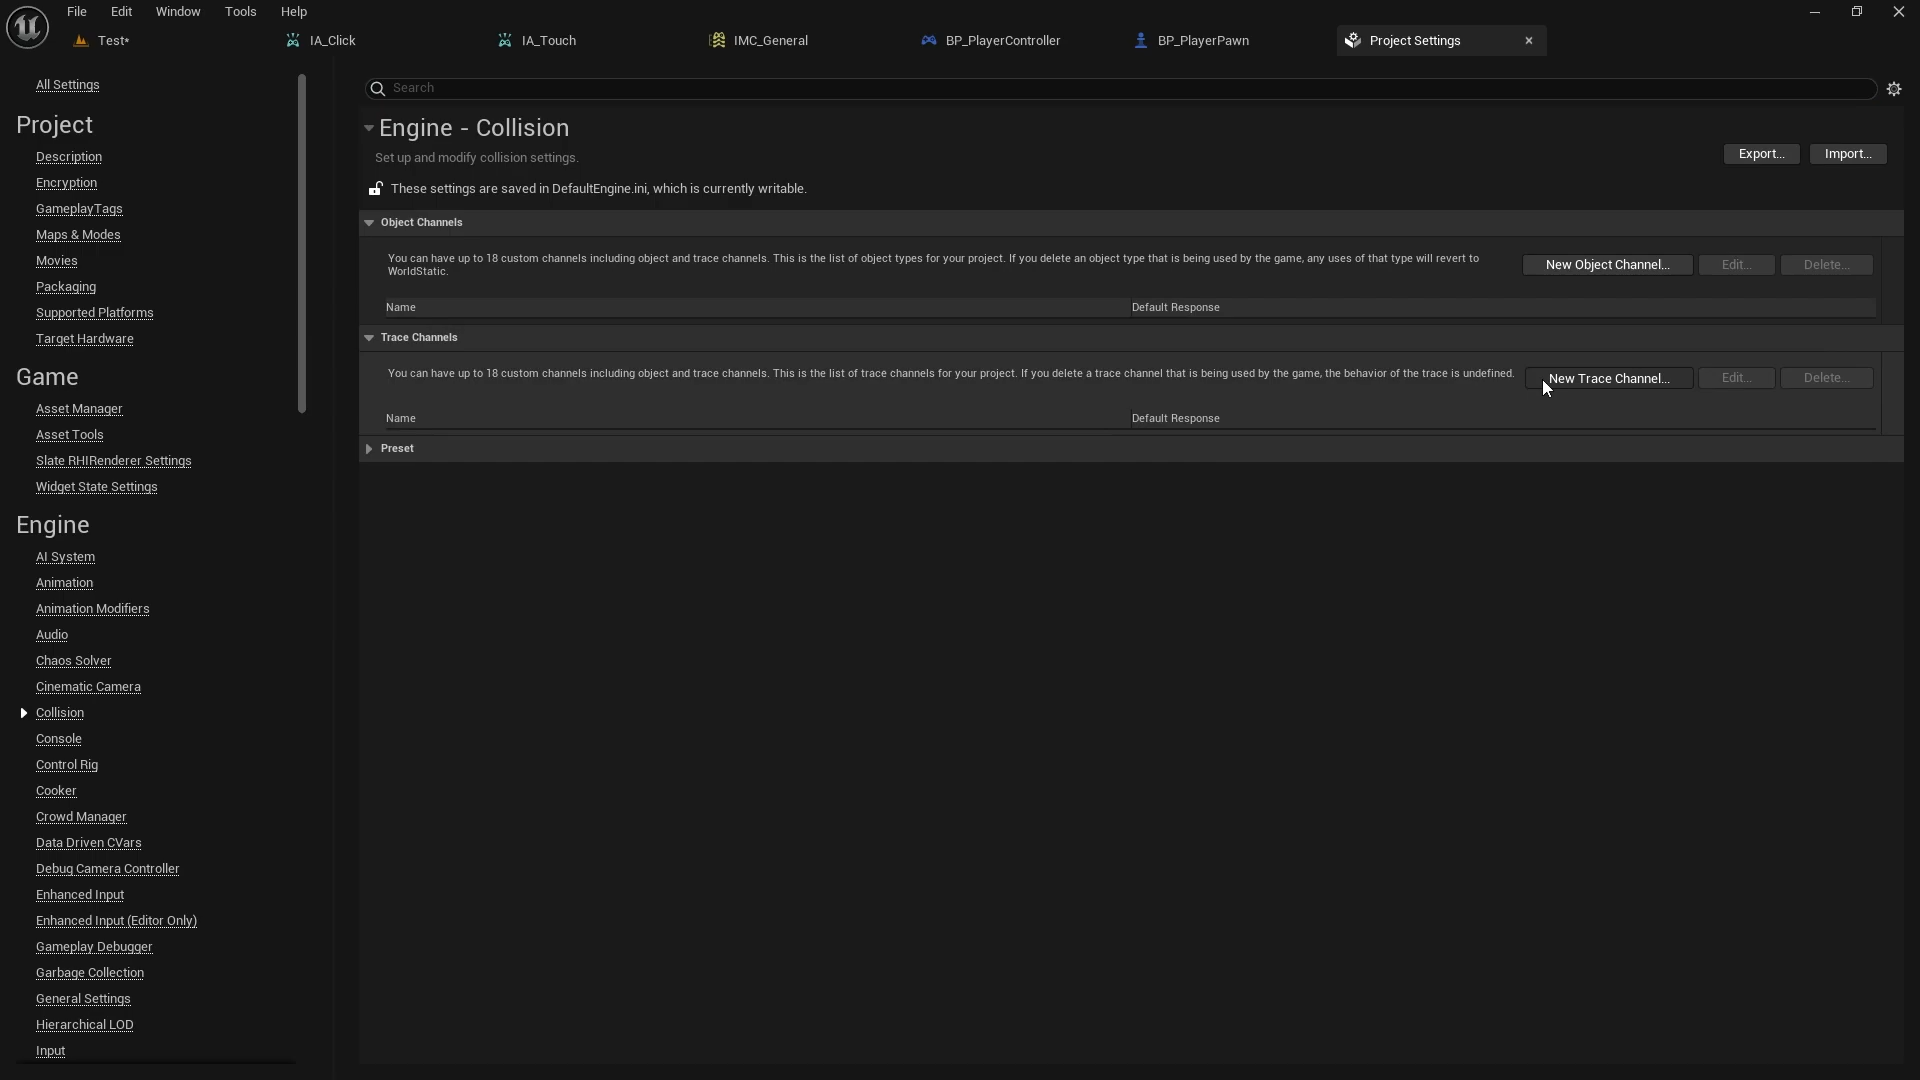 File Edit Window Tools Help
Test* IA_Click IA_Touch IMC_General BP_PlayerController BP_PlayerPawn Project Settings
All Settings
Project
Description
Encryption
GameplayTags
Maps & Modes
Movies
Packaging
Supported Platforms
Target Hardware
Game
Asset Manager
Asset Tools
Slate RHIRenderer Settings
Widget State Settings
Engine
AI System
Animation
Animation Modifiers
Audio
Chaos Solver
Cinematic Camera
Collision
Console
Control Rig
Cooker
Crowd Manager
Data Driven CVars
Debug Camera Controller
Enhanced Input
Enhanced Input (Editor Only)
Gameplay Debugger
Garbage Collection
General Settings
Hierarchical LOD
Input
Search
Engine - Collision
Set up and modify collision settings.
Export... Import...
These settings are saved in DefaultEngine.ini, which is currently writable.
Object Channels
You can have up to 18 custom channels including object and trace channels. This is the list of object types for your project. If you delete an object type that is being used by the game, any uses of that type will revert to
WorldStatic.
New Object Channel... Edit... Delete...
Name Default Response
Trace Channels
You can have up to 18 custom channels including object and trace channels. This is the list of trace channels for your project. If you delete a trace channel that is being used by the game, the behavior of the trace is undefined.
New Trace Channel... Edit... Delete...
Name Default Response
Preset